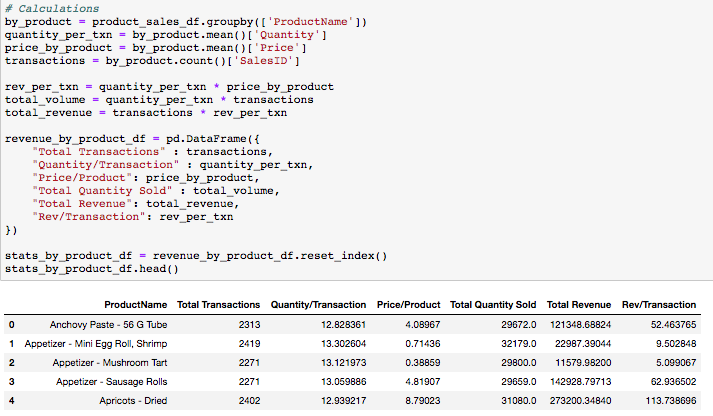 # Calculations
by_product = product_sales_df.groupby(['ProductName'])
quantity_per_txn = by_product.mean()['Quantity']
price_by_product = by_product.mean()['Price']
transactions = by_product.count()['SalesID']

rev_per_txn = quantity_per_txn * price_by_product
total_volume = quantity_per_txn * transactions
total_revenue = transactions * rev_per_txn

revenue_by_product_df = pd.DataFrame({
    "Total Transactions" : transactions,
    "Quantity/Transaction" : quantity_per_txn,
    "Price/Product": price_by_product,
    "Total Quantity Sold" : total_volume,
    "Total Revenue": total_revenue,
    "Rev/Transaction": rev_per_txn
})

stats_by_product_df = revenue_by_product_df.reset_index()
stats_by_product_df.head()

ProductName Total Transactions Quantity/Transaction Price/Product Total Quantity Sold Total Revenue Rev/Transaction
0 Anchovy Paste - 56 G Tube 2313 12.828361 4.08967 29672.0 121348.68824 52.463765
1 Appetizer - Mini Egg Roll, Shrimp 2419 13.302604 0.71436 32179.0 22987.39044 9.502848
2 Appetizer - Mushroom Tart 2271 13.121973 0.38859 29800.0 11579.98200 5.099067
3 Appetizer - Sausage Rolls 2271 13.059886 4.81907 29659.0 142928.79713 62.936502
4 Apricots - Dried 2402 12.939217 8.79023 31080.0 273200.34840 113.738696